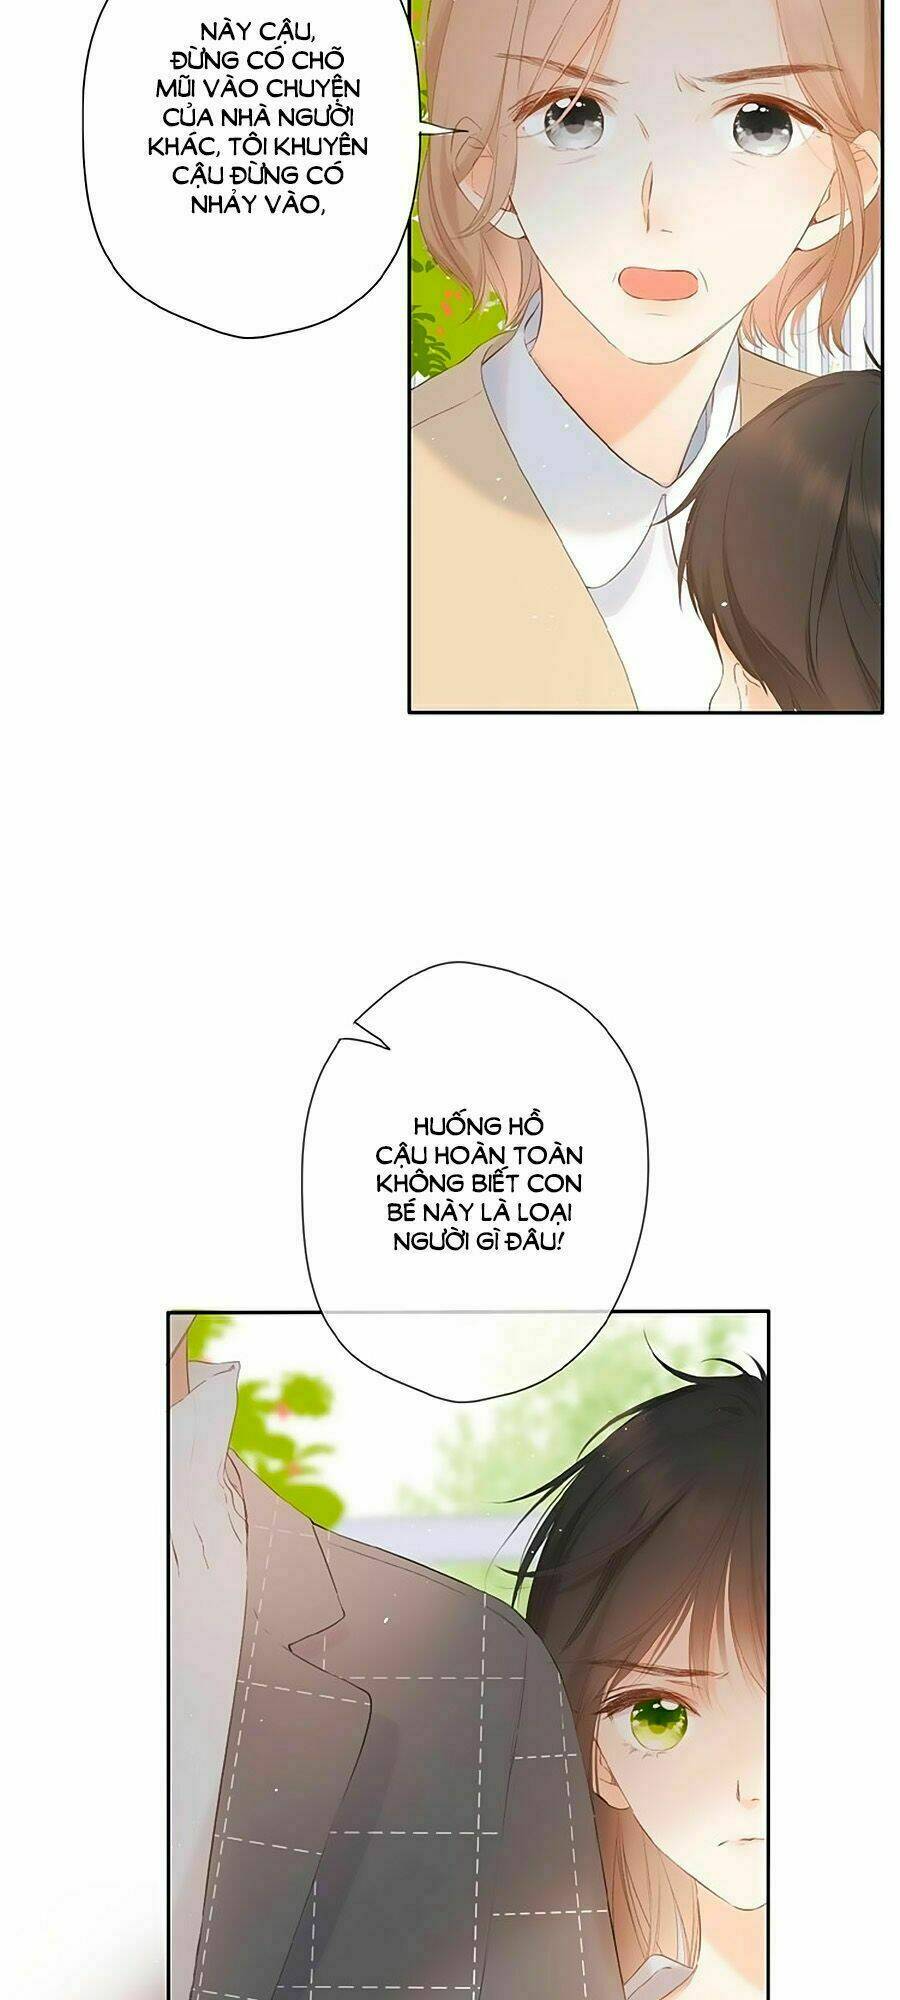 NÀY CẬU,
ĐỪNG CÓ CHÕ
MŨI VÀO CHUYỆN
CỦA NHÀ NGƯỜI
KHÁC, TÔI KHUYÊN
CẬU ĐỪNG CÓ
NHẢY VÀO,
HUỐNG HỒ
CẬU HOÀN TOÀN
KHÔNG BIẾT CON
BÉ NÀY LÀ LOẠI
NGƯỜI GÌ ĐÂU!